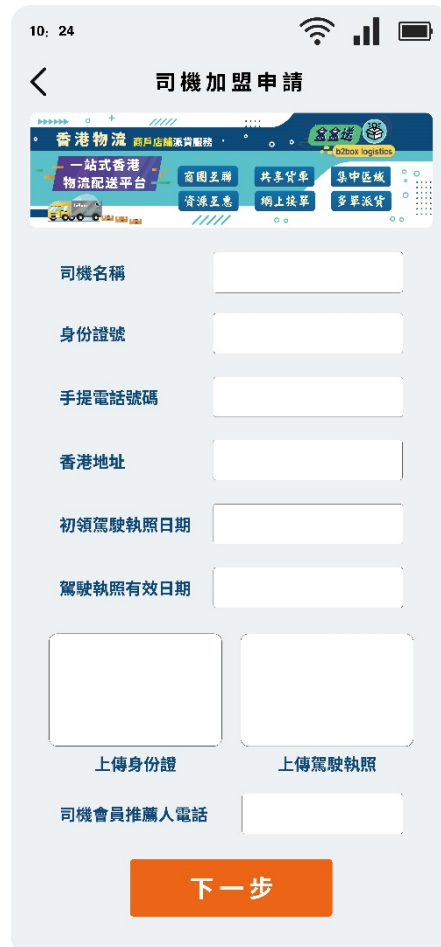 10: 24
司機加盟申請
香港物流 商戶店舖派貨服務
盒盒送
b2box logistics
一站式香港
物流配送平台
商圈互聯 共享貨車 集中区域
資源互惠 網上接單 多單派貨
司機名稱
身份證號
手提電話號碼
香港地址
初領駕駛執照日期
駕駛執照有效日期
上傳身份證 上傳駕駛執照
司機會員推薦人電話
下一步